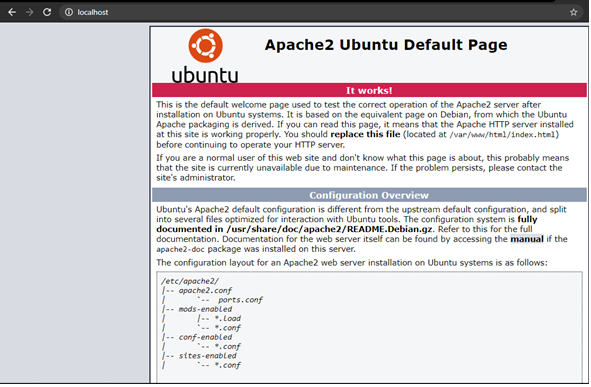 localhost
Apache2 Ubuntu Default Page
ubuntu
It works!
This is the default welcome page used to test the correct operation of the Apache2 server after
installation on Ubuntu systems. It is based on the equivalent page on Debian, from which the Ubuntu
Apache packaging is derived. If you can read this page, it means that the Apache HTTP server installed
at this site is working properly. You should replace this file (located at /var/www/html/index.html)
before continuing to operate your HTTP server.
If you are a normal user of this web site and don't know what this page is about, this probably means
that the site is currently unavailable due to maintenance. If the problem persists, please contact the
site's administrator.
Configuration Overview
Ubuntu's Apache2 default configuration is different from the upstream default configuration, and split
into several files optimized for interaction with Ubuntu tools. The configuration system is fully
documented in /usr/share/doc/apache2/README.Debian.gz. Refer to this for the full
documentation. Documentation for the web server itself can be found by accessing the manual if the
apache2-doc package was installed on this server.
The configuration layout for an Apache2 web server installation on Ubuntu systems is as follows:
/etc/apache2/
|-- apache2.conf
|       `--  ports.conf
|-- mods-enabled
|       |-- *.load
|       `-- *.conf
|-- conf-enabled
|       `-- *.conf
|-- sites-enabled
|       `-- *.conf